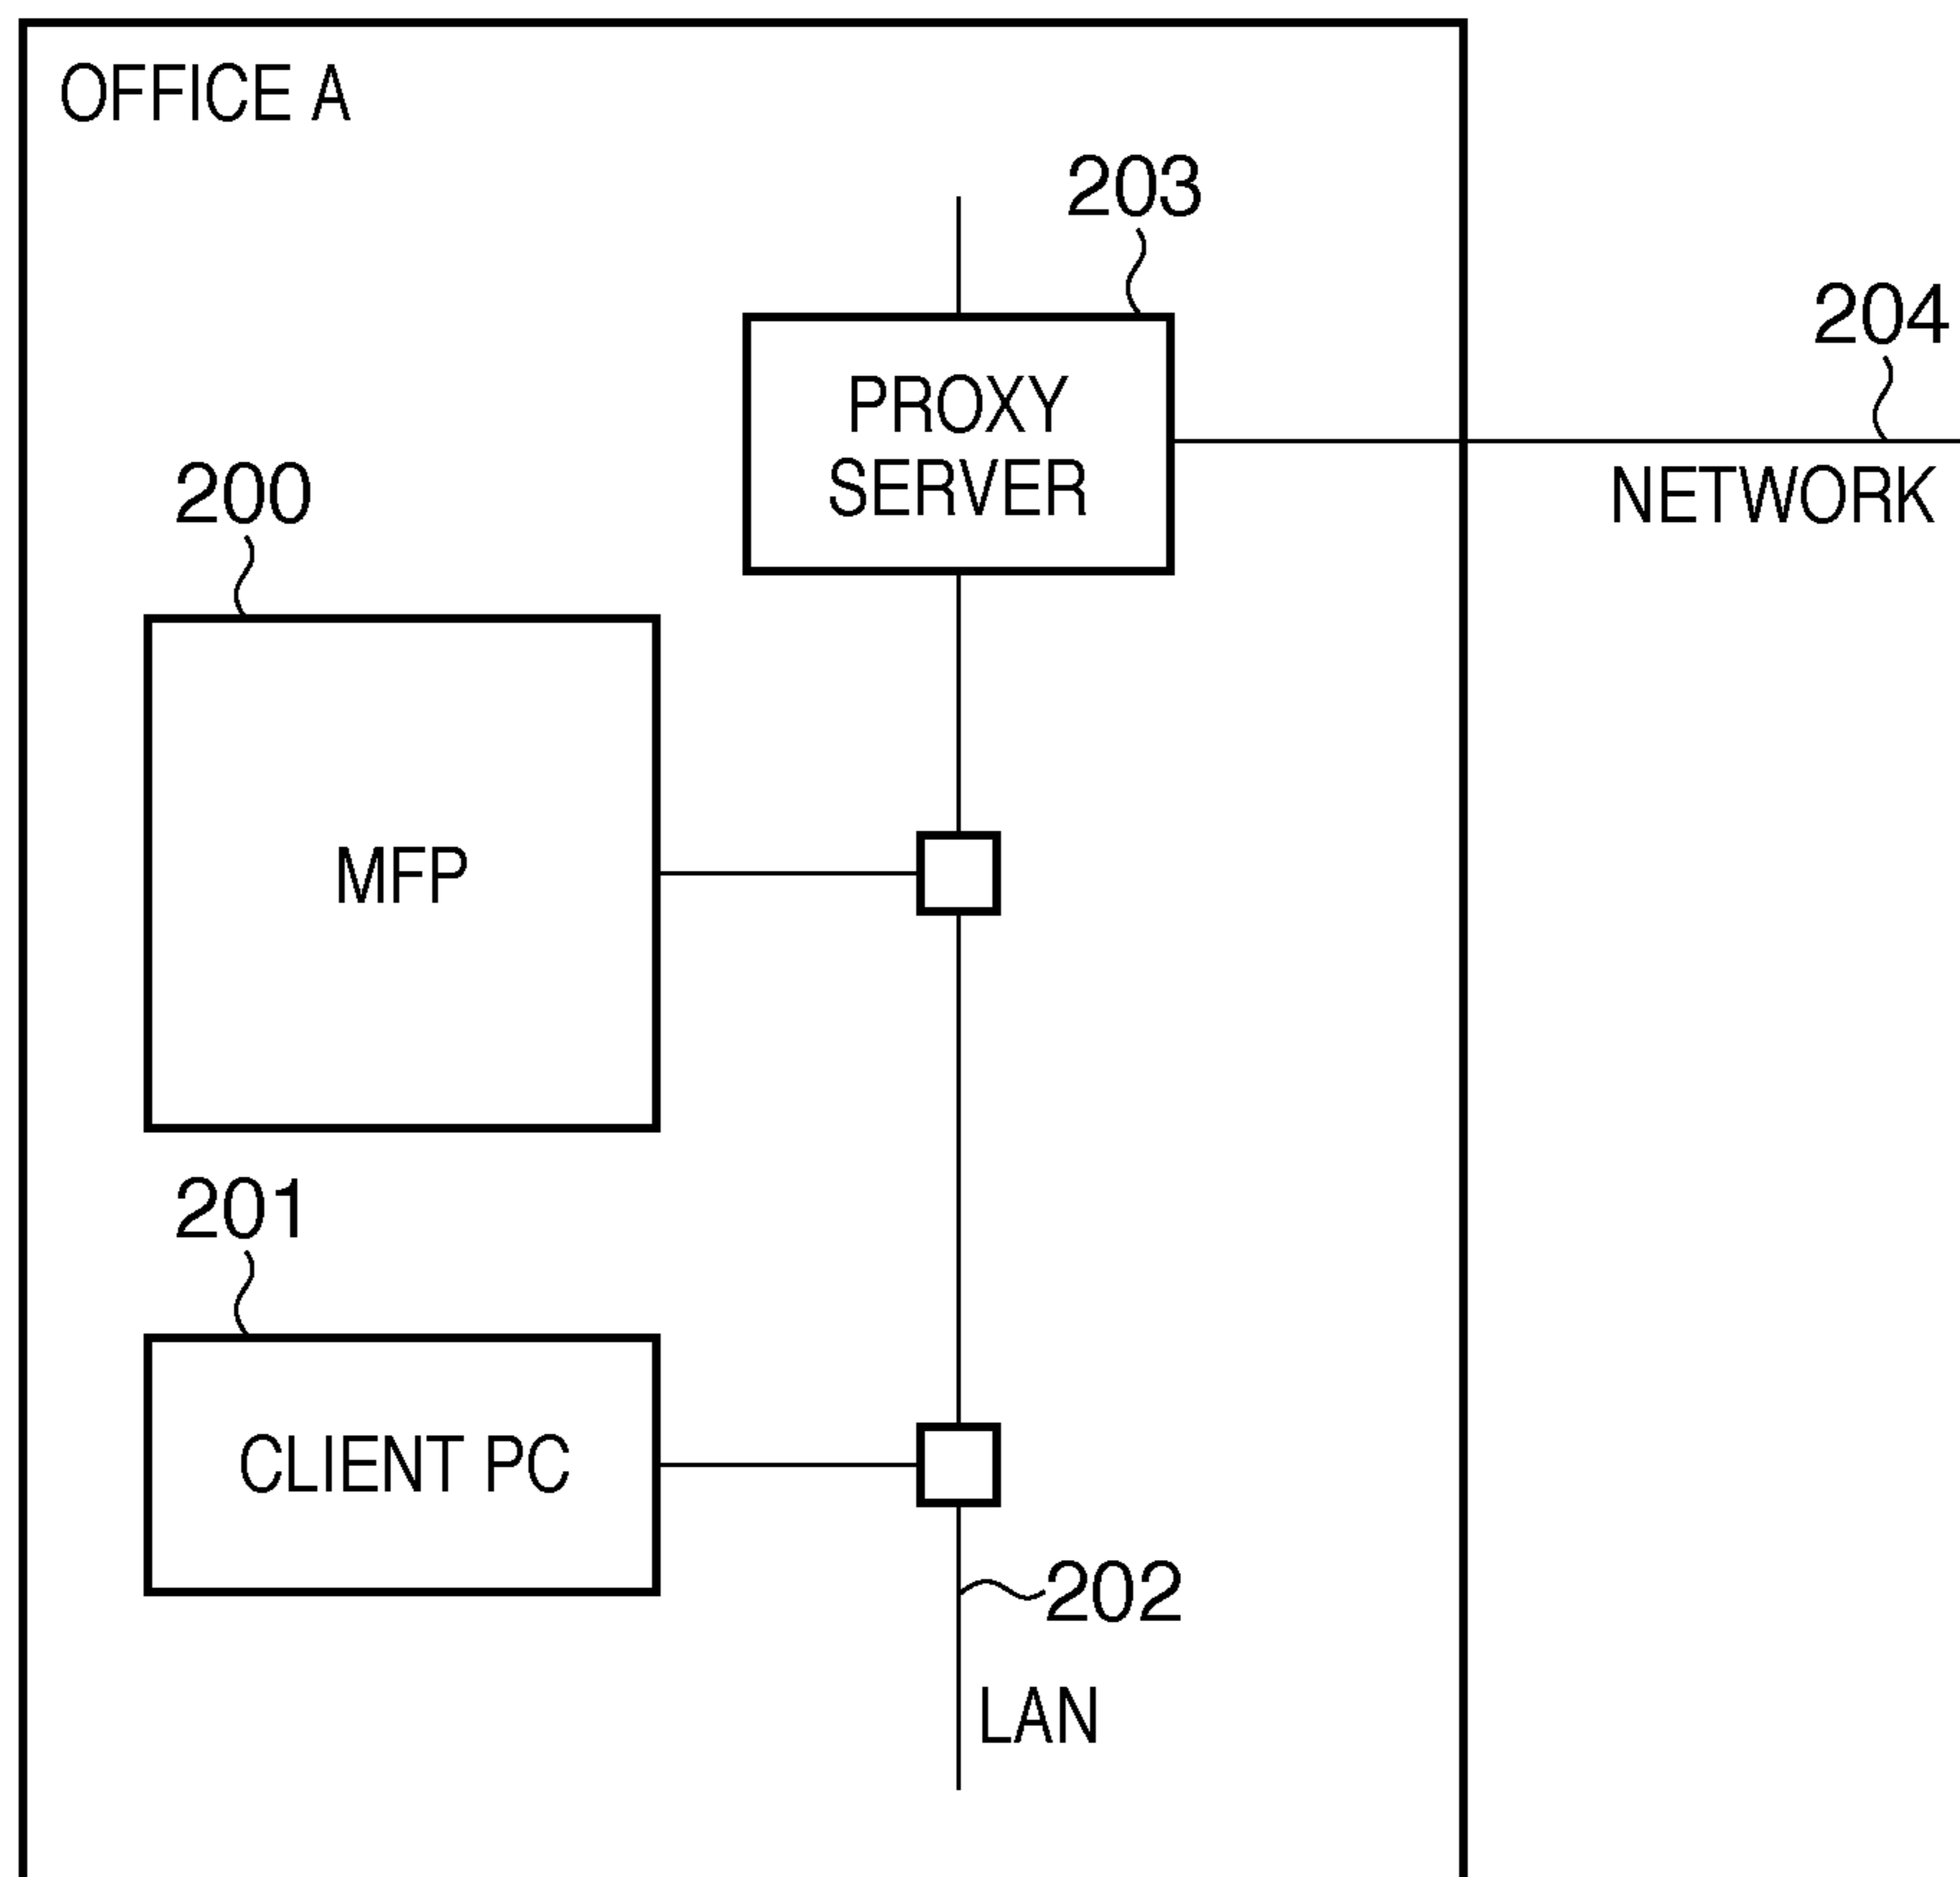 OFFICE A
203
PROXY
SERVER
204
NETWORK
200
MFP
201
CLIENT PC
202
LAN